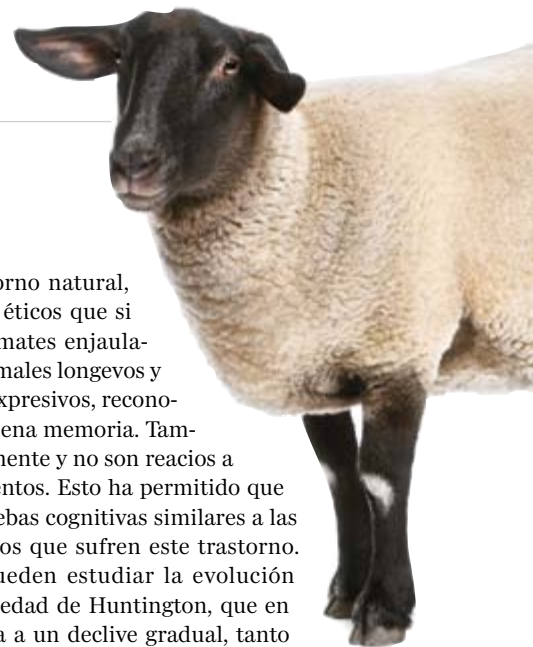 orno natural,
éticos que si
mates enjaula-
males longevos y
xpresivos, recono-
ena memoria. Tam-
mente y no son reacios a
entos. Esto ha permitido que
ebas cognitivas similares a las
os que sufren este trastorno.
ueden estudiar la evolución
edad de Huntington, que en
a a un declive gradual, tanto